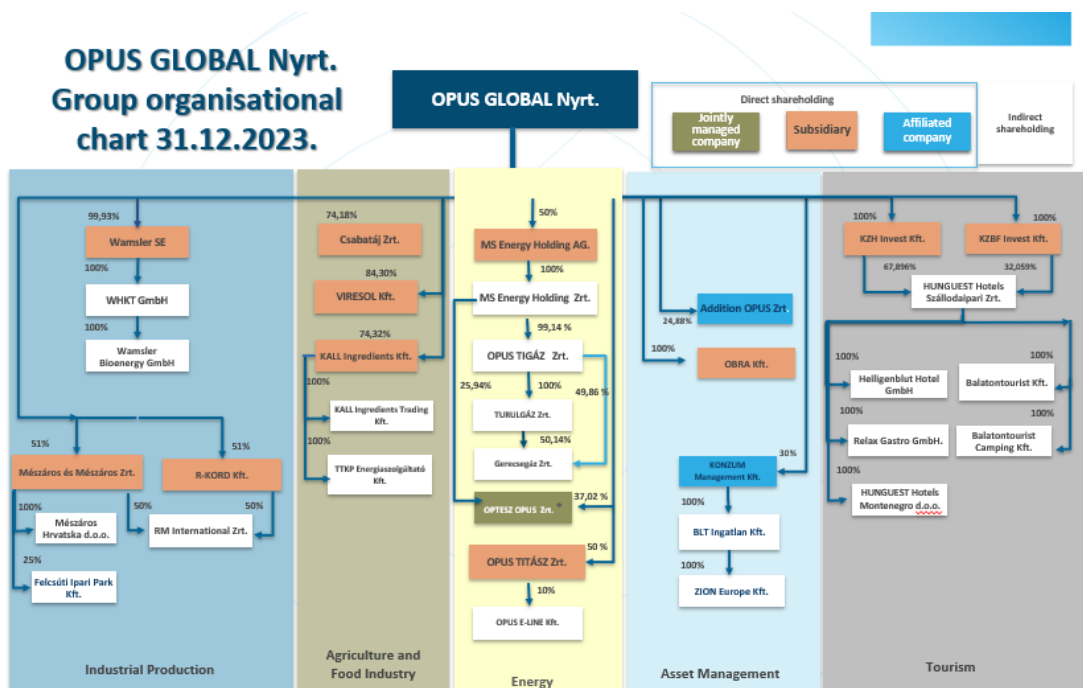 OPUS GLOBAL Nyrt.
Group organisational
chart 31.12.2023.
OPUS GLOBAL Nyrt.
Direct shareholding
Jointly
managed
company
Subsidiary
Affiliated
company
Indirect
shareholding
99,93%
Wamsler SE
100%
WHKT GmbH
100%
Wamsler
Bioenergy GmbH
51%
51%
Mészáros és Mészáros Zrt.
R-KORD Kft.
100%
50%
50%
Mészáros
Hrvatska d.o.o.
RM International Zrt.
25%
Felcsúti Ipari Park
Kft.
Industrial Production
74,18%
Csabatáj Zrt.
84,30%
VIRESOL Kft.
74,32%
KALL Ingredients Kft.
100%
KALL Ingredients Trading
Kft.
100%
TTKP Energiaszolgáltató
Kft.
Agriculture and
Food Industry
50%
MS Energy Holding AG.
100%
MS Energy Holding Zrt.
99,14 %
OPUS TIGÁZ Zrt.
25,94%
100%
49,86 %
TURULGÁZ Zrt.
50,14%
Gerecsegáz Zrt.
37,02 %
OPTESZ OPUS Zrt. *
50 %
OPUS TITÁSZ Zrt.
10%
OPUS E-LINE Kft.
Energy
Addition OPUS Zrt.
24,88%
100%
OBRA Kft.
30%
KONZUM
Management Kft.
100%
BLT Ingatlan Kft.
100%
ZION Europe Kft.
Asset Management
100%
100%
KZH Invest Kft.
KZBF Invest Kft.
67,896%
32,059%
HUNGUEST Hotels
Szállodaipari Zrt.
100%
100%
Heiligenblut Hotel
GmbH
Balatontourist Kft.
100%
100%
Relax Gastro GmbH.
Balatontourist
Camping Kft.
100%
HUNGUEST Hotels
Montenegro d.o.o.
Tourism